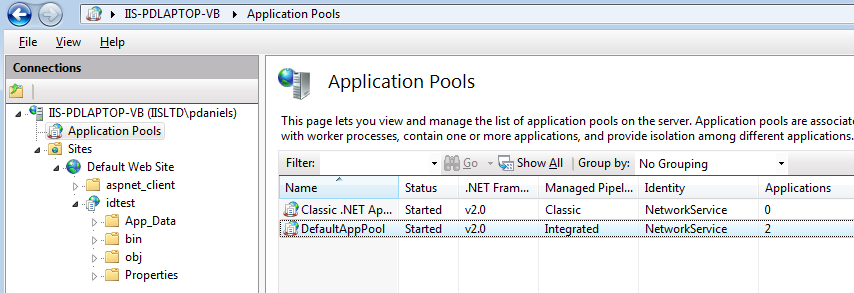 IIS-PDLAPTOP-VB Application Pools
File View Help
Connections
IIS-PDLAPTOP-VB (IISLTD\pdaniels)
Application Pools
Sites
Default Web Site
aspnet_client
idtest
App_Data
bin
obj
Properties
Application Pools
This page lets you view and manage the list of application pools on the server. Application pools are associate
with worker processes, contain one or more applications, and provide isolation among different applications.
Filter: Go Show All Group by: No Grouping
Name Status .NET Fram... Managed Pipel... Identity Applications
Classic .NET Ap... Started v2.0 Classic NetworkService 0
DefaultAppPool Started v2.0 Integrated NetworkService 2